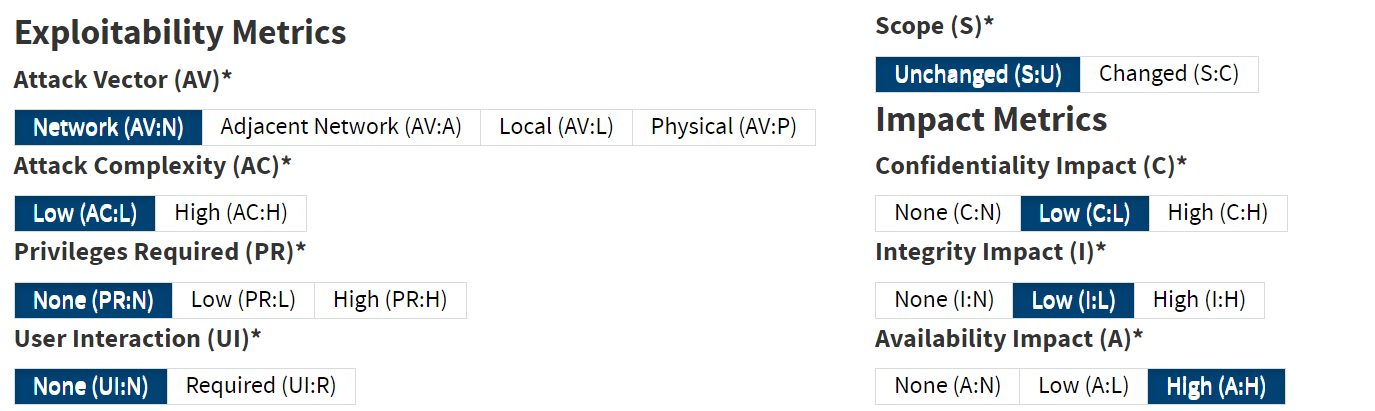 Exploitability Metrics
Attack Vector (AV)*
Network (AV:N) Adjacent Network (AV:A) Local (AV:L) Physical (AV:P)
Attack Complexity (AC)*
Low (AC:L) High (AC:H)
Privileges Required (PR)*
None (PR:N) Low (PR:L) High (PR:H)
User Interaction (UI)*
None (UI:N) Required (UI:R)
Scope (S)*
Unchanged (S:U) Changed (S:C)
Impact Metrics
Confidentiality Impact (C)*
None (C:N) Low (C:L) High (C:H)
Integrity Impact (I)*
None (I:N) Low (I:L) High (I:H)
Availability Impact (A)*
None (A:N) Low (A:L) High (A:H)